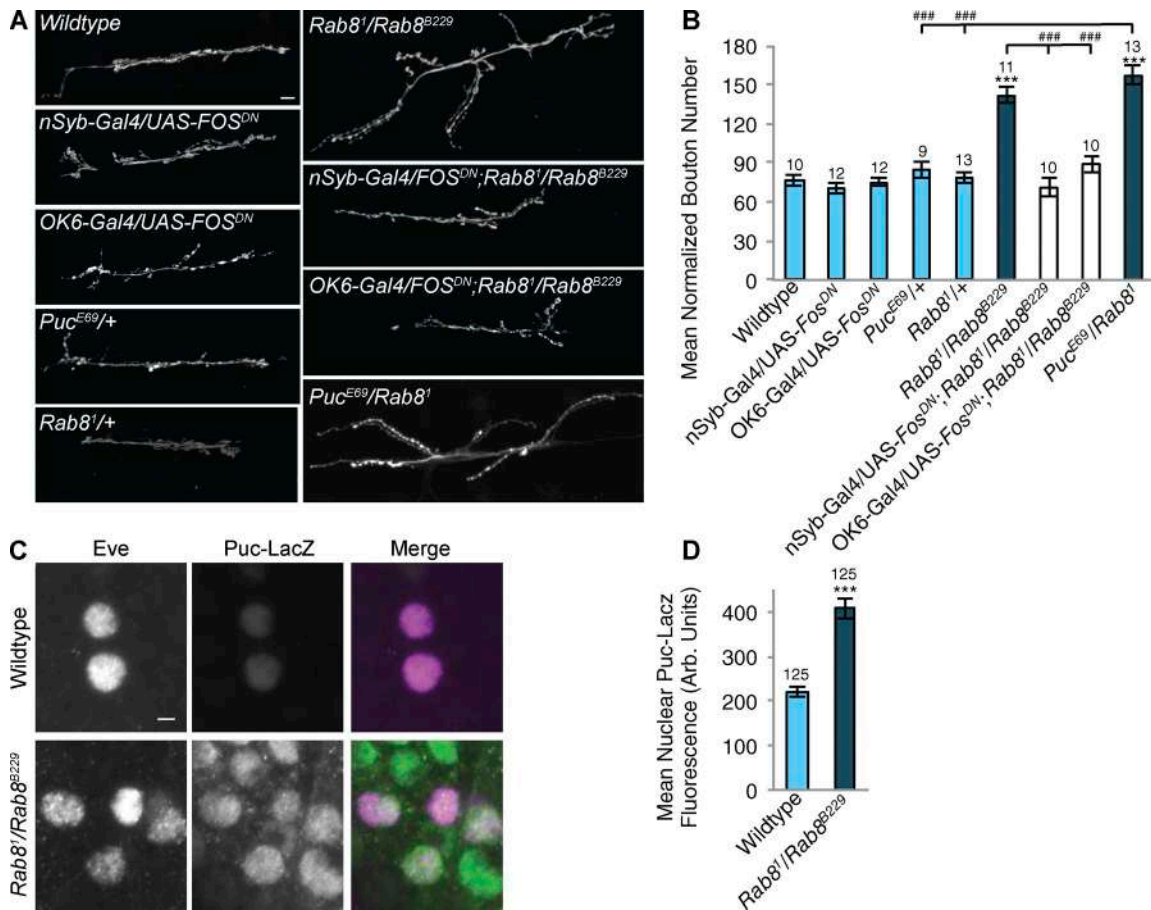 A
Wildtype
nSyb-Gal4/UAS-FOS^DN
OK6-Gal4/UAS-FOS^DN
Puc^E69/+
Rab8^1/+
Rab8^1/Rab8^B229
nSyb-Gal4/FOS^DN;Rab8^1/Rab8^B229
OK6-Gal4/FOS^DN;Rab8^1/Rab8^B229
Puc^E69/Rab8^1
B
Mean Normalized Bouton Number
180
150
120
90
60
30
0
### ###
### ###
10
12
12
9
13
11
***
10
10
13
***
Wildtype
nSyb-Gal4/UAS-Fos^DN
OK6-Gal4/UAS-Fos^DN
Puc^E69/+
Rab8^1/+
Rab8^1/Rab8^B229
nSyb-Gal4/UAS-Fos^DN; Rab8^1/Rab8^B229
OK6-Gal4/UAS-Fos^DN; Rab8^1/Rab8^B229
Puc^E69/Rab8^1
C
Eve Puc-LacZ Merge
Wildtype
Rab8^1/Rab8^B229
D
Mean Nuclear Puc-Lacz
Fluorescence (Arb. Units)
400
300
200
400
0
125
125
***
Wildtype
Rab8^1/Rab8^B229